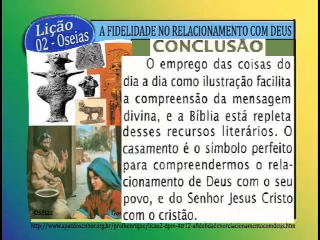 Lição
02 - Oseias
A FIDELIDADE NO RELACIONAMENTO COM DEUS
CONCLUSÃO
O emprego das coisas do
dia a dia como ilustração facilita
a compreensão da mensagem
divina, e a Bíblia está repleta
desses recursos literários. O
casamento é o símbolo perfeito
para compreendermos o rela-
cionamento de Deus com o seu
povo, e do Senhor Jesus Cristo
com o cristão.